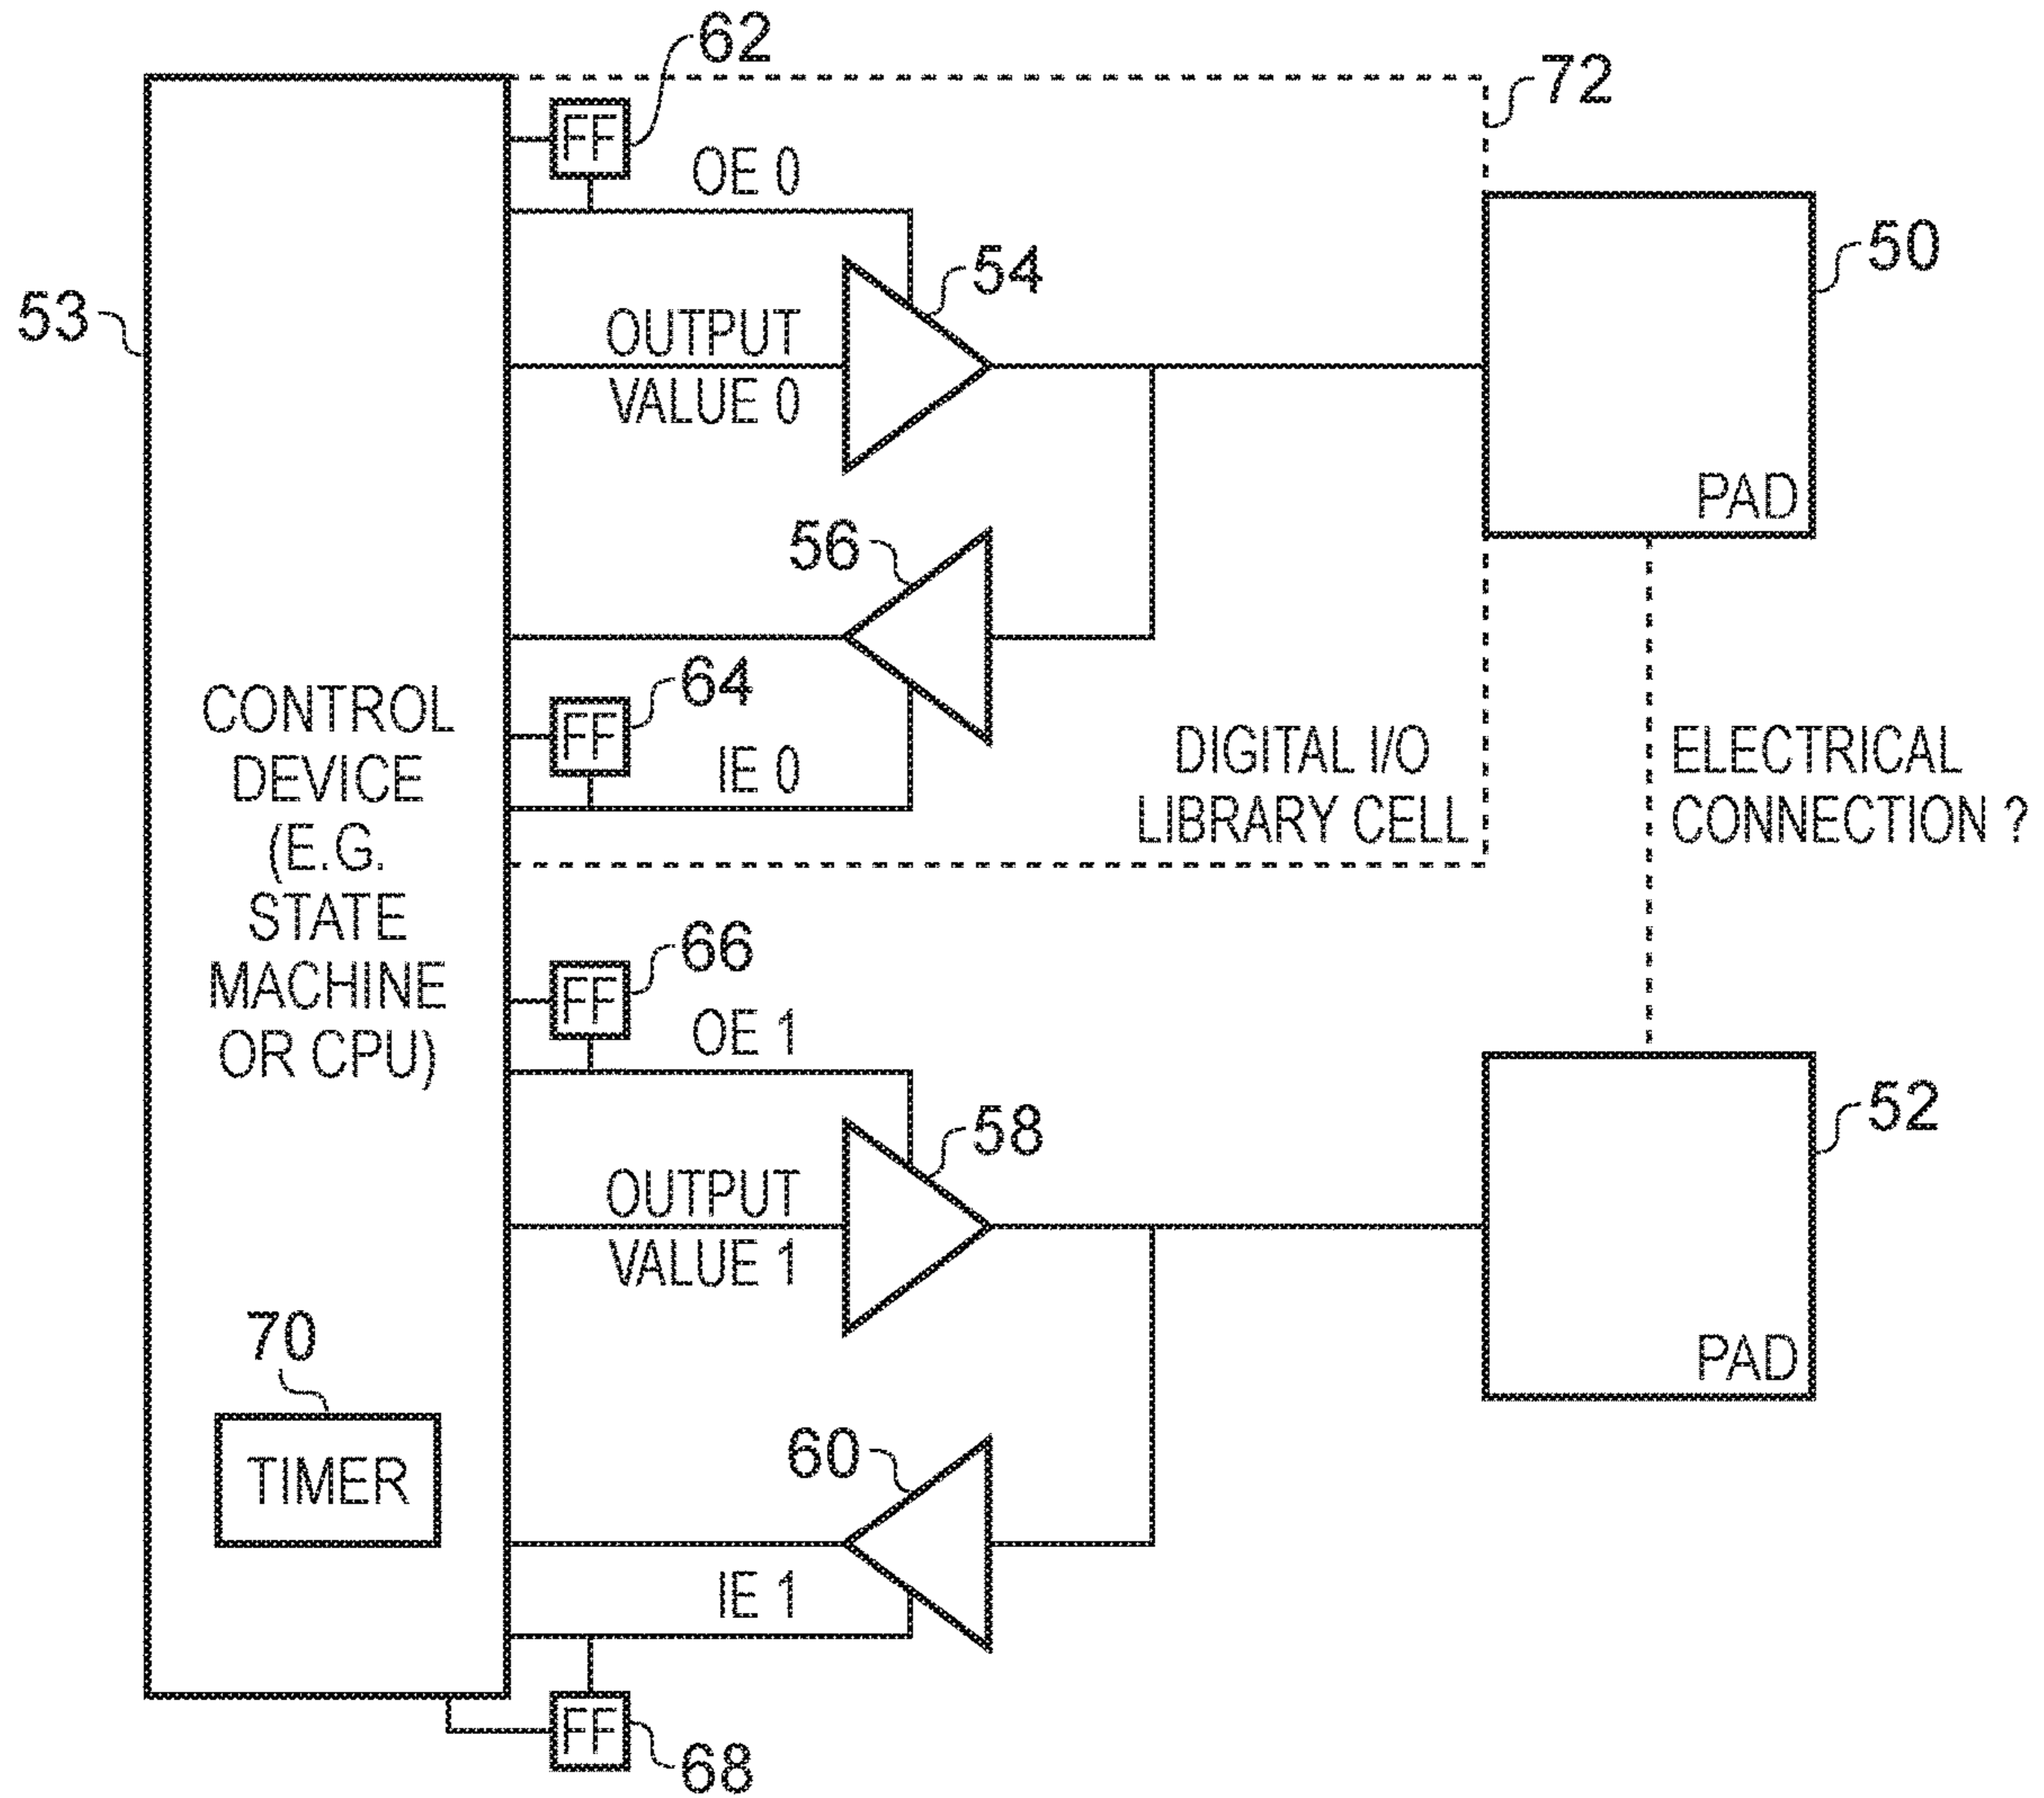 62
72
FF
OE 0
50
54
53
OUTPUT
VALUE 0
PAD
56
64
FF
IE 0
CONTROL
DEVICE
(E.G.
STATE
MACHINE
OR CPU)
DIGITAL I/O
LIBRARY CELL
ELECTRICAL
CONNECTION ?
66
FF
OE 1
52
58
OUTPUT
VALUE 1
PAD
70
TIMER
60
IE 1
FF
68